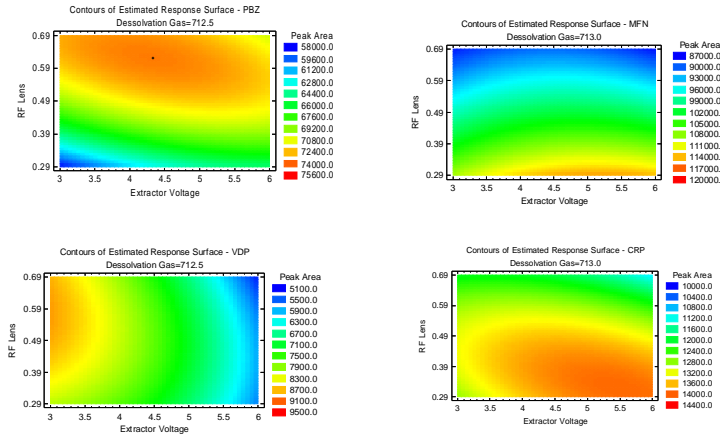 Contours of Estimated Response Surface - PBZ
Dessolvation Gas=712.5
Peak Area
58000.0
59600.0
61200.0
62800.0
64400.0
66000.0
67600.0
69200.0
70800.0
72400.0
74000.0
75600.0
RF Lens
0.69
0.59
0.49
0.39
0.29
3 3.5 4 4.5 5 5.5 6
Extractor Voltage
Contours of Estimated Response Surface - MFN
Dessolvation Gas=713.0
Peak Area
87000.0
90000.0
93000.0
96000.0
99000.0
102000.
105000.
108000.
111000.
114000.
117000.
120000.
RF Lens
0.69
0.59
0.49
0.39
0.29
3 3.5 4 4.5 5 5.5 6
Extractor Voltage
Contours of Estimated Response Surface - VDP
Dessolvation Gas=712.5
Peak Area
5100.0
5500.0
5900.0
6300.0
6700.0
7100.0
7500.0
7900.0
8300.0
8700.0
9100.0
9500.0
RF Lens
0.69
0.59
0.49
0.39
0.29
3 3.5 4 4.5 5 5.5 6
Extractor Voltage
Contours of Estimated Response Surface - CRP
Dessolvation Gas=713.0
Peak Area
10000.0
10400.0
10800.0
11200.0
11600.0
12000.0
12400.0
12800.0
13200.0
13600.0
14000.0
14400.0
RF Lens
0.69
0.59
0.49
0.39
0.29
3 3.5 4 4.5 5 5.5 6
Extractor Voltage